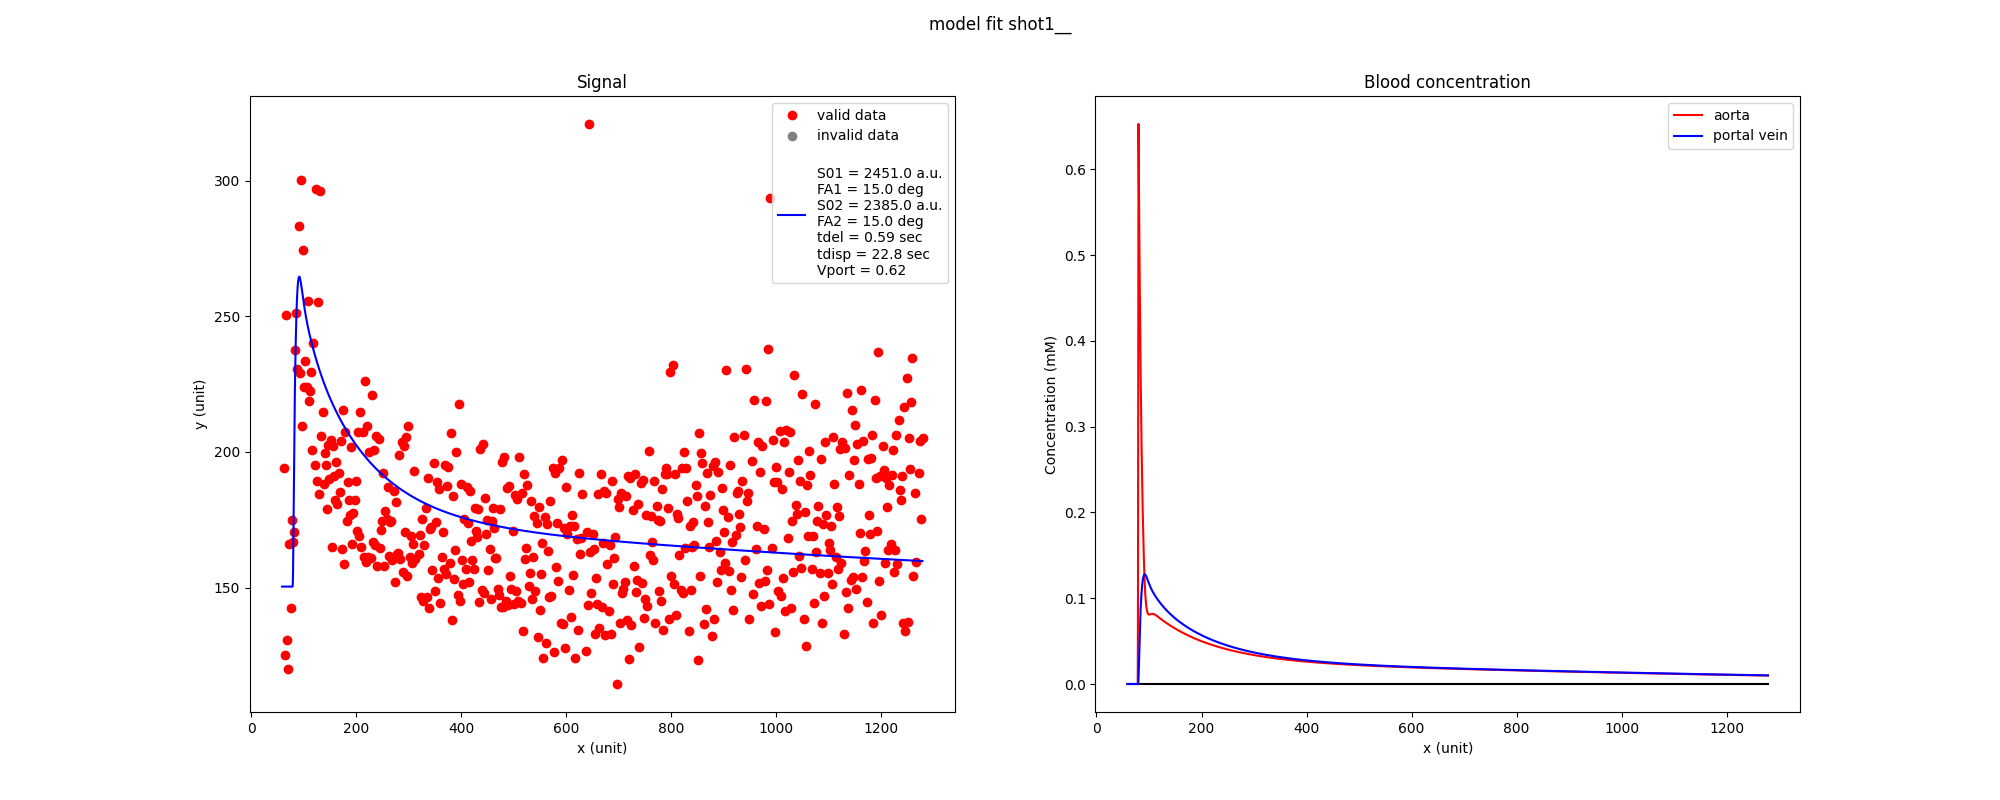 model fit shot1__
Signal
y (unit)
300
250
200
150
0 200 400 600 800 1000 1200
x (unit)
valid data
invalid data
S01 = 2451.0 a.u.
FA1 = 15.0 deg
S02 = 2385.0 a.u.
FA2 = 15.0 deg
tdel = 0.59 sec
tdisp = 22.8 sec
Vport = 0.62
Blood concentration
Concentration (mM)
0.6
0.5
0.4
0.3
0.2
0.1
0.0
0 200 400 600 800 1000 1200
x (unit)
aorta
portal vein